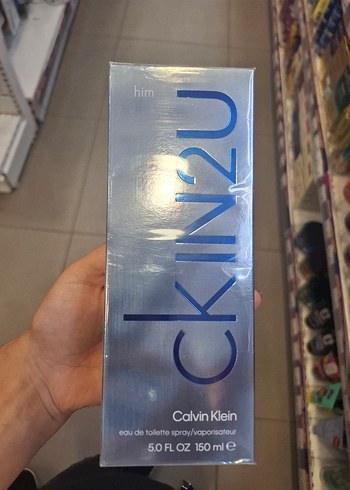 him
CKIN2U
Calvin Klein
eau de toilette spray/vaporisateur
5.0 FL OZ 150 ml ℮